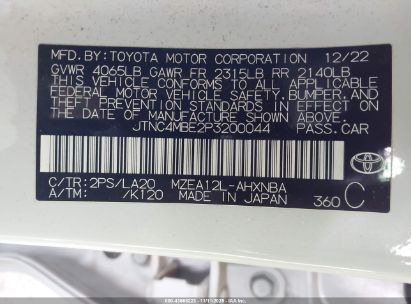 MFD. BY: TOYOTA MOTOR CORPORATION 12/22
GVWR 4065LB GAWR FR 2315LB RR 2140LB
THIS VEHICLE CONFORMS TO ALL APPLICABLE
FEDERAL MOTOR VEHICLE SAFETY, BUMPER, AND
THEFT PREVENTION STANDARDS IN EFFECT ON
THE DATE OF MANUFACTURE SHOWN ABOVE.
JTNC4MBE2P3200044 PASS.CAR
C/TR: 2PS/LA20 MZEA12L-AHXNBA
A/TM: /K120 MADE IN JAPAN 360 C
TOYOTA